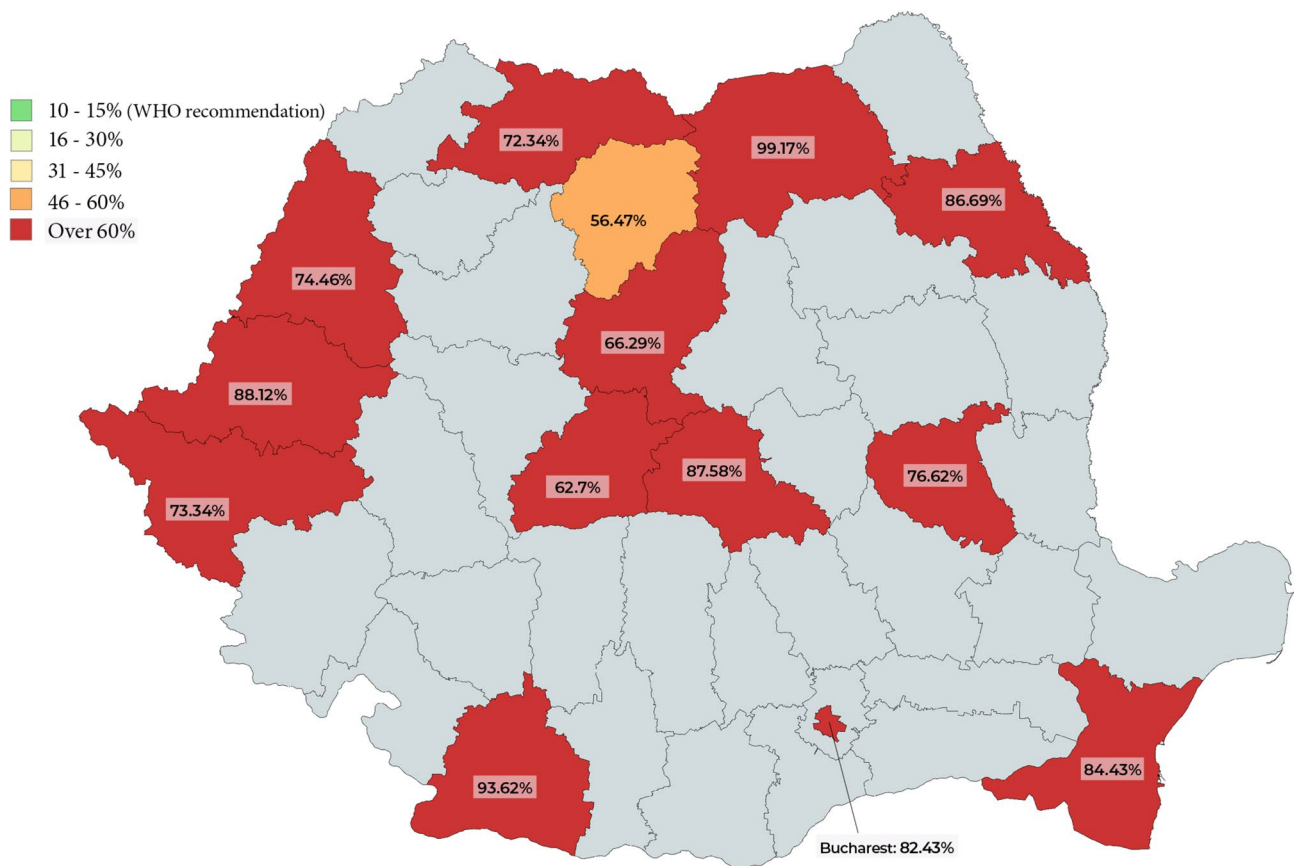 10 - 15% (WHO recommendation)
16 - 30%
31 - 45%
46 - 60%
Over 60%
72.34%
99.17%
86.69%
56.47%
74.46%
66.29%
88.12%
62.7%
87.58%
76.62%
73.34%
93.62%
84.43%
Bucharest: 82.43%